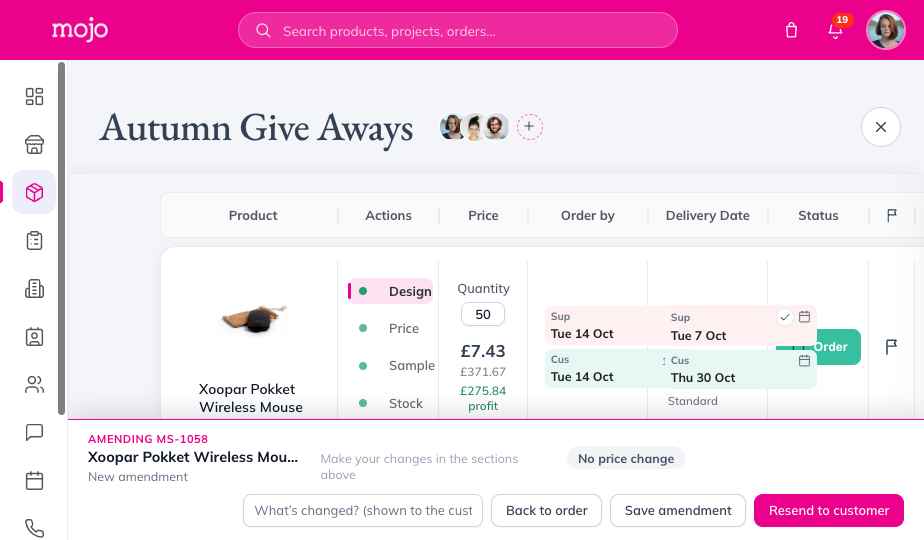 mojo
Search products, projects, orders...
19
Autumn Give Aways
Product
Actions
Price
Order by
Delivery Date
Status
Xoopar Pokket
Wireless Mouse
Design
Price
Sample
Stock
Quantity
50
£7.43
£371.67
£275.84
profit
Sup
Tue 14 Oct
Sup
Tue 7 Oct
Cus
Tue 14 Oct
Cus
Thu 30 Oct
Standard
Order
AMENDING MS-1058
Xoopar Pokket Wireless Mou...
New amendment
Make your changes in the sections
above
No price change
What's changed? (shown to the cust
Back to order
Save amendment
Resend to customer